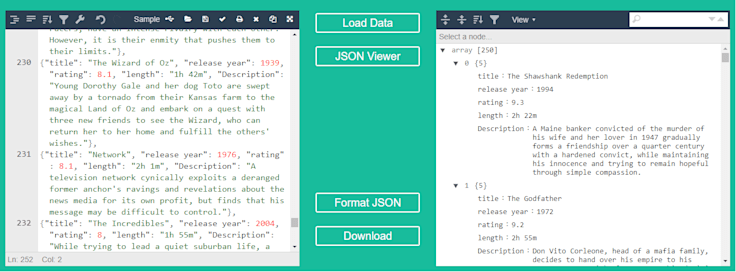 Sample
However, it is their enmity that pushes them to
their limits."},
230 {"title": "The Wizard of Oz", "release year": 1939,
"rating": 8.1, "length": "1h 42m", "Description":
"Young Dorothy Gale and her dog Toto are swept
away by a tornado from their Kansas farm to the
magical Land of Oz and embark on a quest with
three new friends to see the Wizard, who can
return her to her home and fulfill the others'
wishes."},
231 {"title": "Network", "release year": 1976, "rating"
: 8.1, "length": "2h 1m", "Description": "A
television network cynically exploits a deranged
former anchor's ravings and revelations about the
news media for its own profit, but finds that his
message may be difficult to control."},
232 {"title": "The Incredibles", "release year": 2004,
"rating": 8, "length": "1h 55m", "Description":
"While trying to lead a quiet suburban life, a
Ln: 252 Col: 2
Load Data
JSON Viewer
Format JSON
Download
View
Select a node...
array [250]
0 {5}
title : The Shawshank Redemption
release year : 1994
rating : 9.3
length : 2h 22m
Description : A Maine banker convicted of the murder of
his wife and her lover in 1947 gradually
forms a friendship over a quarter century
with a hardened convict, while maintaining
his innocence and trying to remain hopeful
through simple compassion.
1 {5}
title : The Godfather
release year : 1972
rating : 9.2
length : 2h 55m
Description : Don Vito Corleone, head of a mafia family,
decides to hand over his empire to his